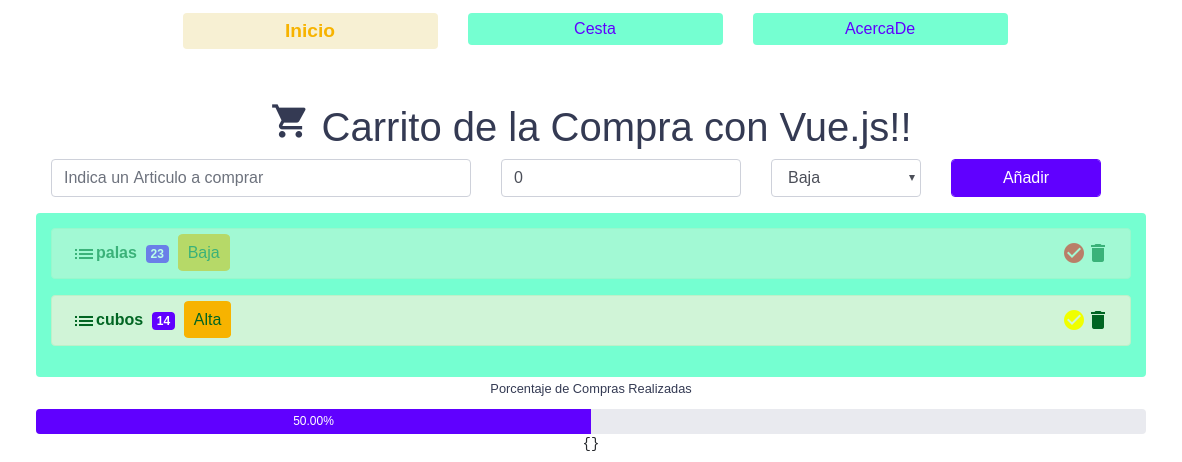 Inicio Cesta AcercaDe
Carrito de la Compra con Vue.js!!
Indica un Articulo a comprar 0 Baja Añadir
palas 23 Baja
cubos 14 Alta
Porcentaje de Compras Realizadas
50.00%
{}